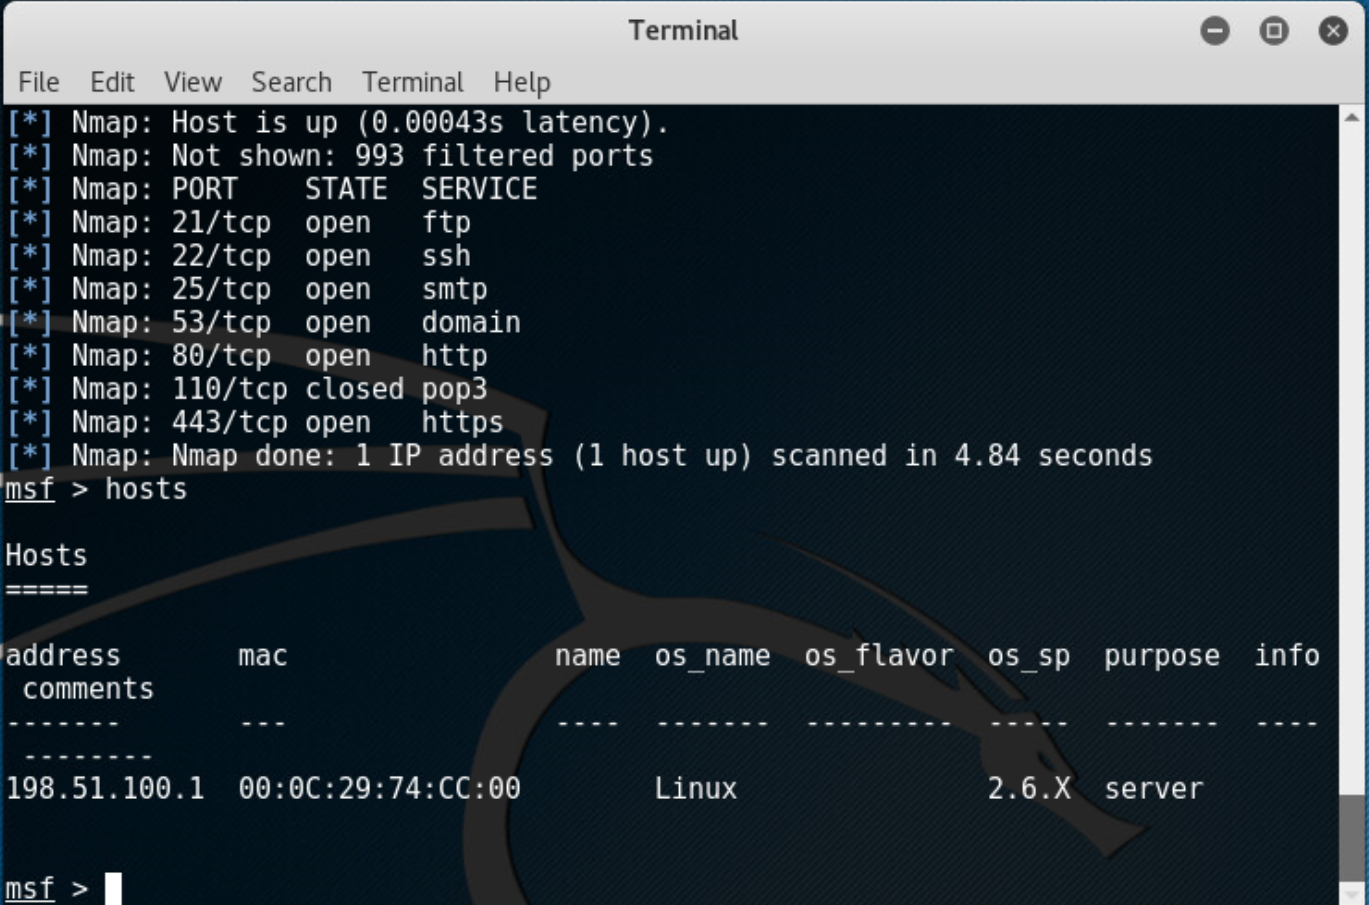 Terminal
File Edit View Search Terminal Help
[*] Nmap: Host is up (0.00043s latency).
[*] Nmap: Not shown: 993 filtered ports
[*] Nmap: PORT    STATE  SERVICE
[*] Nmap: 21/tcp  open   ftp
[*] Nmap: 22/tcp  open   ssh
[*] Nmap: 25/tcp  open   smtp
[*] Nmap: 53/tcp  open   domain
[*] Nmap: 80/tcp  open   http
[*] Nmap: 110/tcp closed pop3
[*] Nmap: 443/tcp open   https
[*] Nmap: Nmap done: 1 IP address (1 host up) scanned in 4.84 seconds
msf > hosts
Hosts
=====
address       mac                name  os_name  os_flavor  os_sp  purpose  info
 comments
-------       ---                ----  -------  ---------  -----  -------  ----
 --------
198.51.100.1  00:0C:29:74:CC:00        Linux               2.6.X  server
msf >